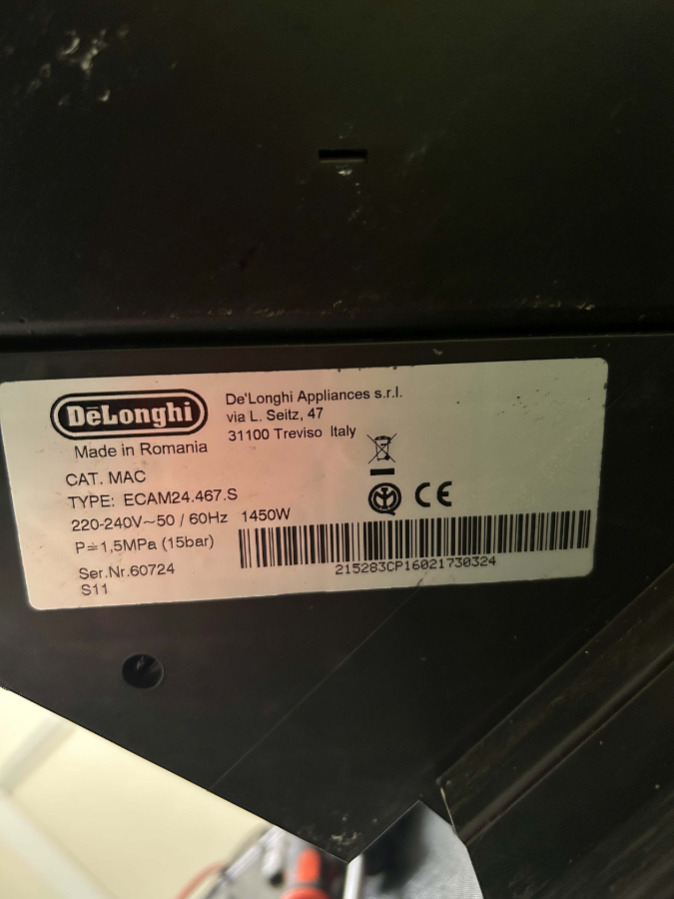 DeLonghi
Made in Romania
De'Longhi Appliances s.r.l.
via L. Seitz, 47
31100 Treviso Italy
CAT. MAC
TYPE: ECAM24.467.S
220-240V~50 / 60Hz 1450W
P≐1,5MPa (15bar)
Ser.Nr.60724
S11
CE
215283CP16021730324